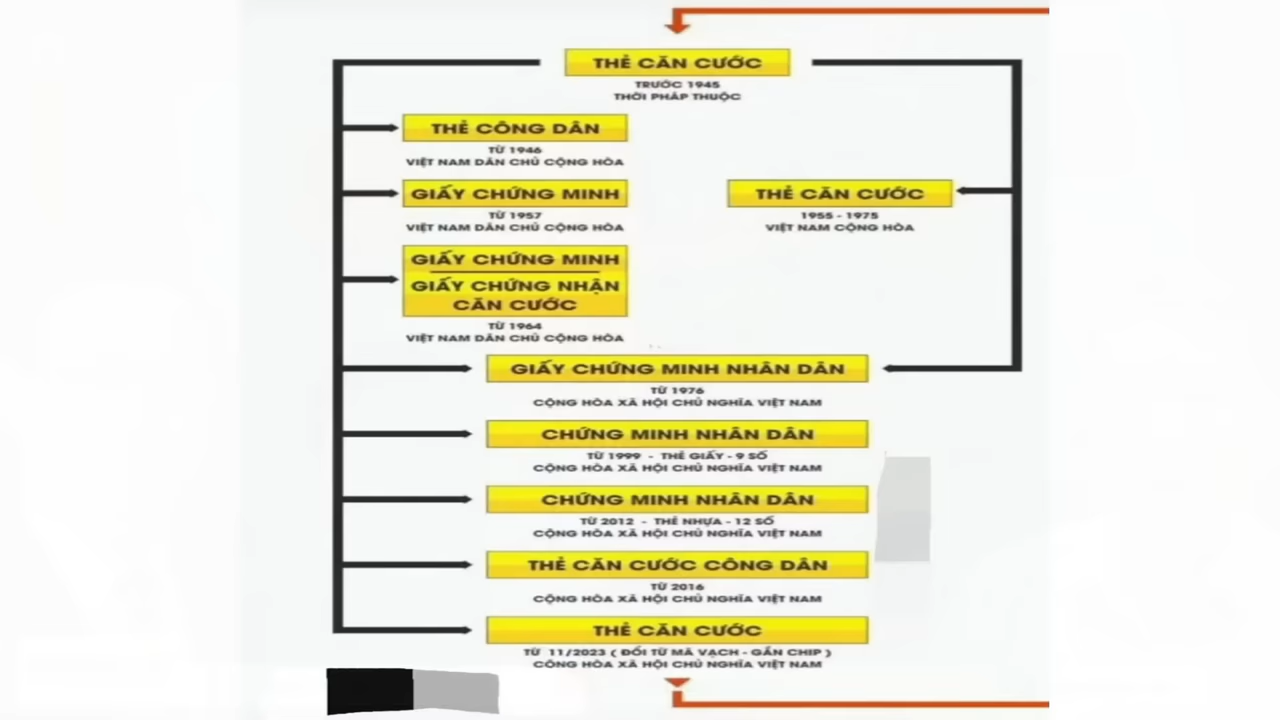 THẺ CĂN CƯỚC
TRƯỚC 1945
THỜI PHÁP THUỘC
THẺ CÔNG DÂN
TỪ 1946
VIỆT NAM DÂN CHỦ CỘNG HÒA
GIẤY CHỨNG MINH
TỪ 1957
VIỆT NAM DÂN CHỦ CỘNG HÒA
THẺ CĂN CƯỚC
1955 - 1975
VIỆT NAM CỘNG HÒA
GIẤY CHỨNG MINH
GIẤY CHỨNG NHẬN
CĂN CƯỚC
TỪ 1964
VIỆT NAM DÂN CHỦ CỘNG HÒA
GIẤY CHỨNG MINH NHÂN DÂN
TỪ 1976
CỘNG HÒA XÃ HỘI CHỦ NGHĨA VIỆT NAM
CHỨNG MINH NHÂN DÂN
TỪ 1999 - THẺ GIẤY - 9 SỐ
CỘNG HÒA XÃ HỘI CHỦ NGHĨA VIỆT NAM
CHỨNG MINH NHÂN DÂN
TỪ 2012 - THẺ NHỰA - 12 SỐ
CỘNG HÒA XÃ HỘI CHỦ NGHĨA VIỆT NAM
THẺ CĂN CƯỚC CÔNG DÂN
TỪ 2016
CỘNG HÒA XÃ HỘI CHỦ NGHĨA VIỆT NAM
THẺ CĂN CƯỚC
TỪ 11/2023 ( ĐỔI TỪ MÃ VẠCH - GẮN CHIP )
CỘNG HÒA XÃ HỘI CHỦ NGHĨA VIỆT NAM